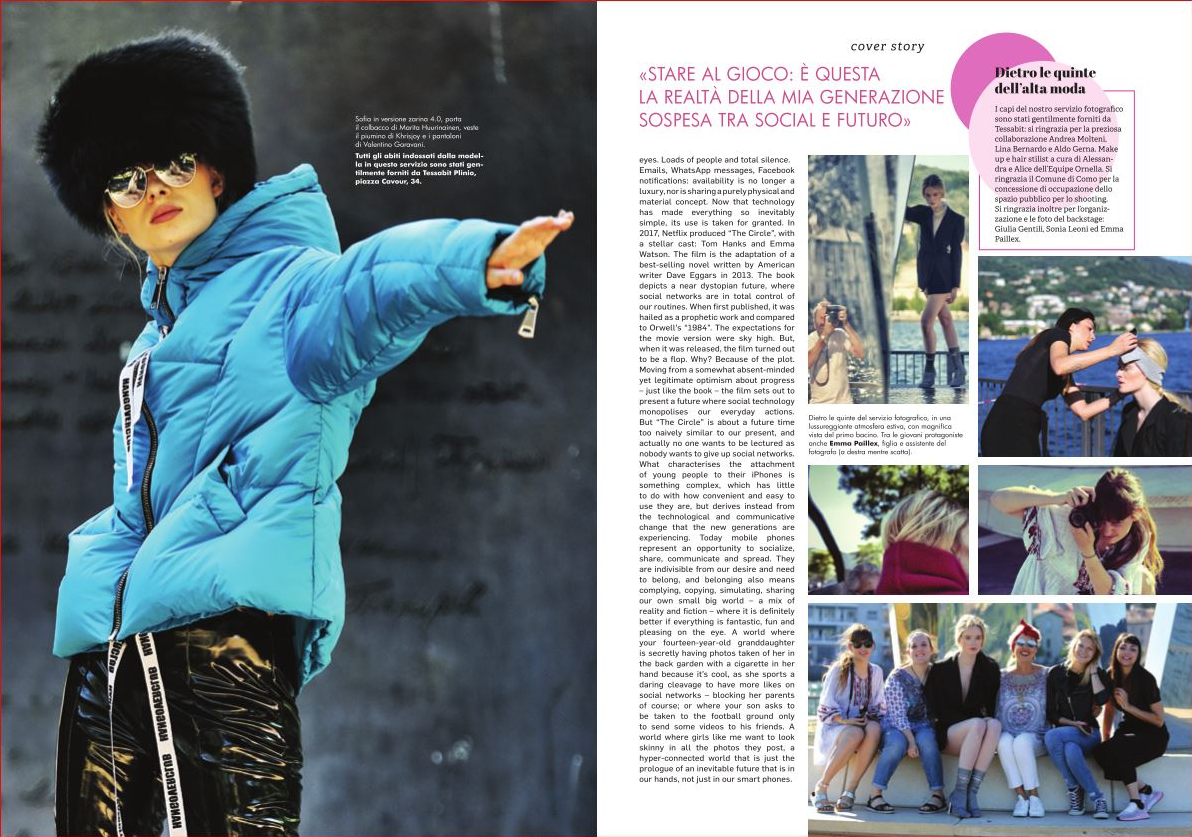 Sofia in versione zarina 4.0, porta
il colbacco di Marita Huurinainen, veste
il piumino di Khrisjoy e i pantaloni
di Valentino Garavani.
Tutti gli abiti indossati dalla model-
la in questo servizio sono stati gen-
tilmente forniti da Tessabit Plinio,
piazza Cavour, 34.
HANGOVERCLUB
HANGOVERCLUB
HANGOVERCLUB
cover story
«STARE AL GIOCO: È QUESTA
LA REALTÀ DELLA MIA GENERAZIONE
SOSPESA TRA SOCIAL E FUTURO»
eyes. Loads of people and total silence.
Emails, WhatsApp messages, Facebook
notifications: availability is no longer a
luxury, nor is sharing a purely physical and
material concept. Now that technology
has made everything so inevitably
simple, its use is taken for granted. In
2017, Netflix produced “The Circle”, with
a stellar cast: Tom Hanks and Emma
Watson. The film is the adaptation of a
best-selling novel written by American
writer Dave Eggars in 2013. The book
depicts a near dystopian future, where
social networks are in total control of
our routines. When first published, it was
hailed as a prophetic work and compared
to Orwell’s “1984”. The expectations for
the movie version were sky high. But,
when it was released, the film turned out
to be a flop. Why? Because of the plot.
Moving from a somewhat absent-minded
yet legitimate optimism about progress
– just like the book – the film sets out to
present a future where social technology
monopolises our everyday actions.
But “The Circle” is about a future time
too naively similar to our present, and
actually no one wants to be lectured as
nobody wants to give up social networks.
What characterises the attachment
of young people to their iPhones is
something complex, which has little
to do with how convenient and easy to
use they are, but derives instead from
the technological and communicative
change that the new generations are
experiencing. Today mobile phones
represent an opportunity to socialize,
share, communicate and spread. They
are indivisible from our desire and need
to belong, and belonging also means
complying, copying, simulating, sharing
our own small big world – a mix of
reality and fiction – where it is definitely
better if everything is fantastic, fun and
pleasing on the eye. A world where
your fourteen-year-old granddaughter
is secretly having photos taken of her in
the back garden with a cigarette in her
hand because it’s cool, as she sports a
daring cleavage to have more likes on
social networks – blocking her parents
of course; or where your son asks to
be taken to the football ground only
to send some videos to his friends. A
world where girls like me want to look
skinny in all the photos they post, a
hyper-connected world that is just the
prologue of an inevitable future that is in
our hands, not just in our smart phones.
Dietro le quinte
dell’alta moda
I capi del nostro servizio fotografico
sono stati gentilmente forniti da
Tessabit: si ringrazia per la preziosa
collaborazione Andrea Molteni,
Lina Bernardo e Aldo Gerna. Make
up e hair stilist a cura di Alessan-
dra e Alice dell’Equipe Ornella. Si
ringrazia il Comune di Como per la
concessione di occupazione dello
spazio pubblico per lo shooting.
Si ringrazia inoltre per l’organiz-
zazione e le foto del backstage:
Giulia Gentili, Sonia Leoni ed Emma
Paillex.
Dietro le quinte del servizio fotografico, in una
lussureggiante atmosfera estiva, con magnifica
vista del primo bacino. Tra le giovani protagoniste
anche Emma Paillex, figlia e assistente del
fotografo (a destra mentre scatta).